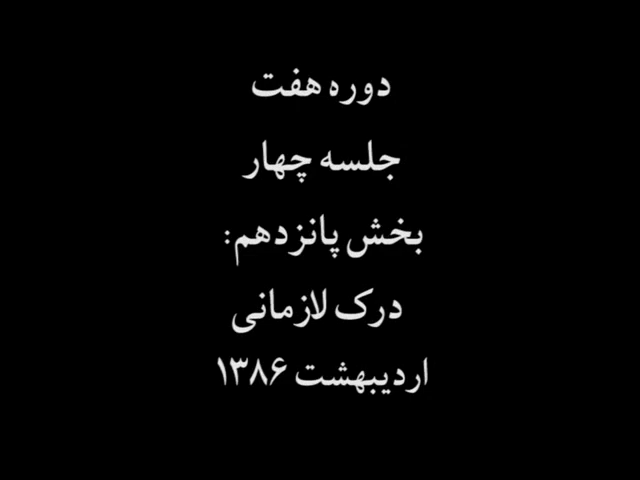 دوره هفت
جلسه چهار
بخش پانزدهم:
درک لازمانی
اردیبهشت ۱۳۸۶